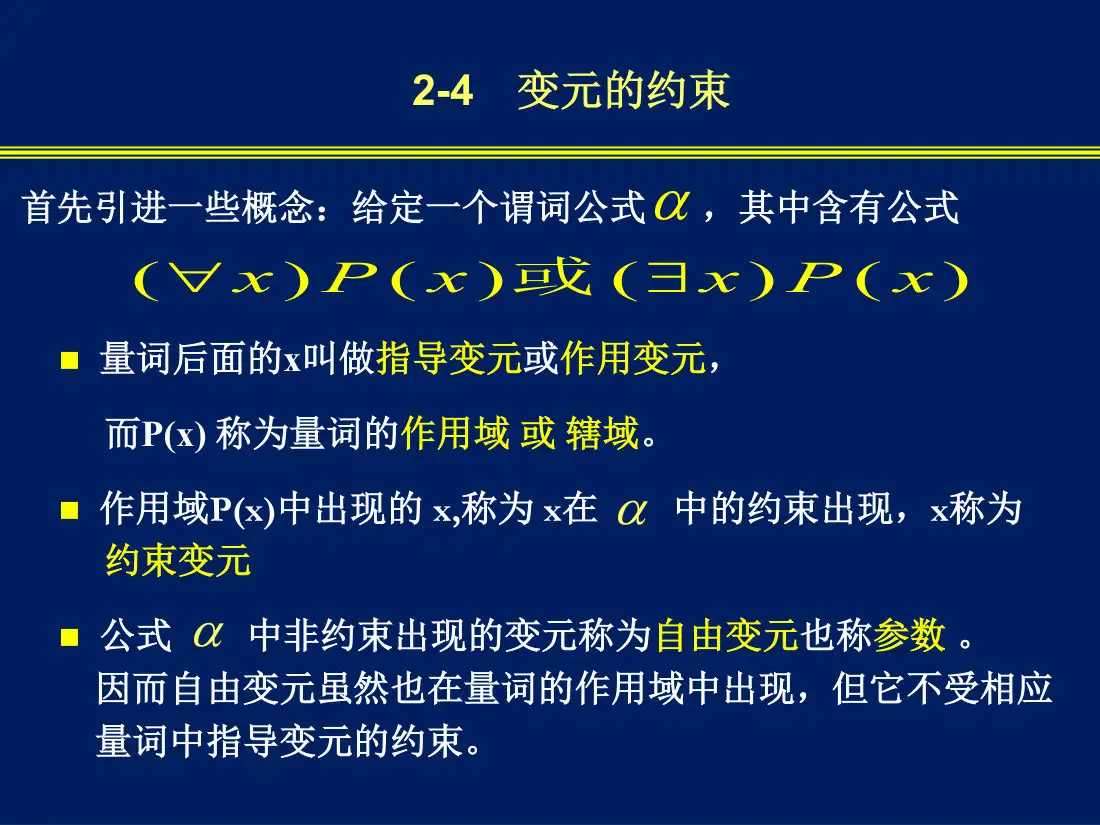 2-4 变元的约束
首先引进一些概念：给定一个谓词公式α，其中含有公式
(∀x)P(x)或(∃x)P(x)
量词后面的x叫做指导变元或作用变元，
而P(x) 称为量词的作用域 或 辖域。
作用域P(x)中出现的 x,称为 x在 α 中的约束出现，x称为
约束变元
公式 α 中非约束出现的变元称为自由变元也称参数 。
因而自由变元虽然也在量词的作用域中出现，但它不受相应
量词中指导变元的约束。